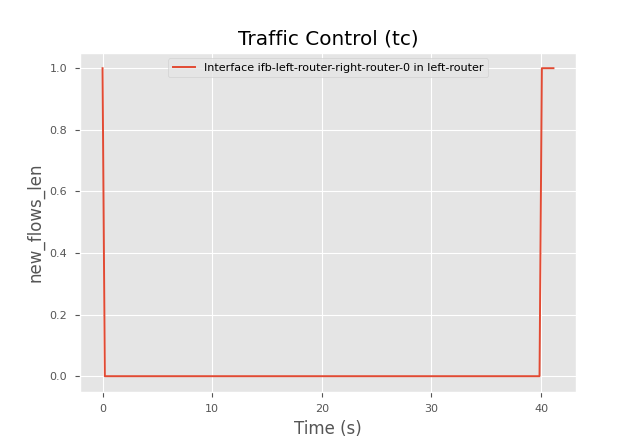 Traffic Control (tc)
Interface ifb-left-router-right-router-0 in left-router
new_flows_len
1.0
0.8
0.6
0.4
0.2
0.0
0 10 20 30 40
Time (s)